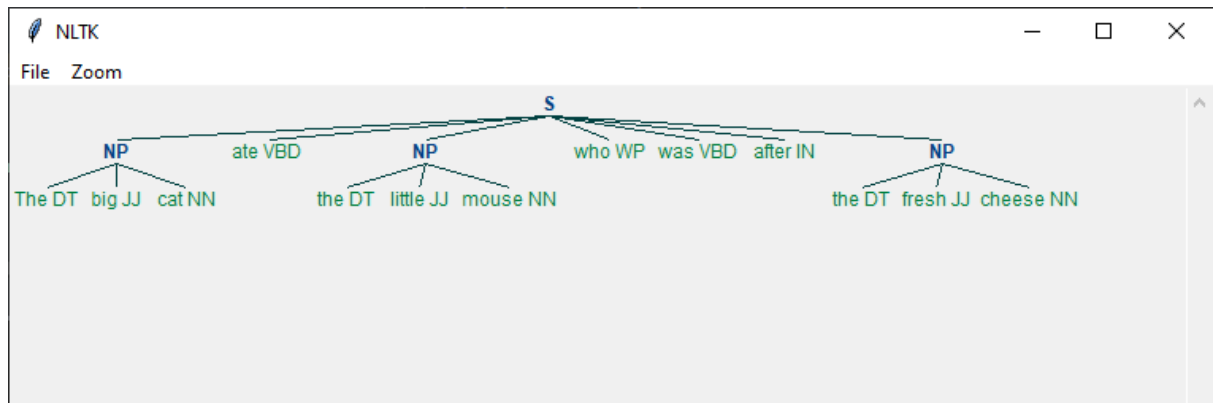 NLTK
File Zoom
S
NP ate VBD NP who WP was VBD after IN NP
The DT big JJ cat NN the DT little JJ mouse NN the DT fresh JJ cheese NN